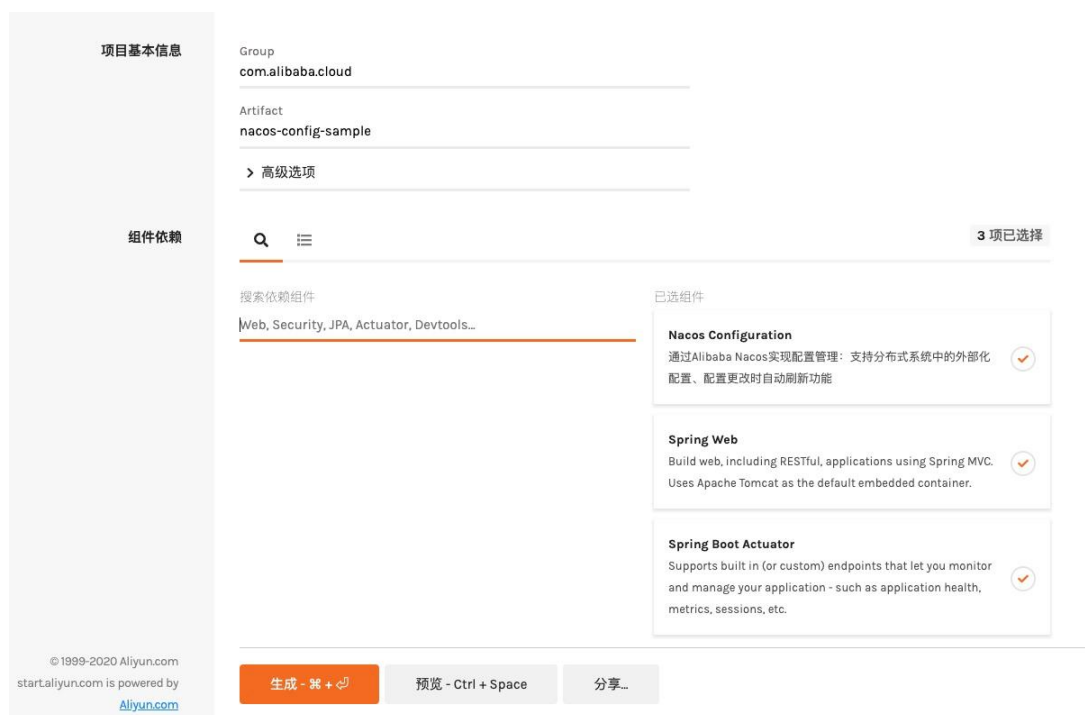 项目基本信息
Group
com.alibaba.cloud
Artifact
nacos-config-sample
高级选项
组件依赖
3 项已选择
搜索依赖组件
Web, Security, JPA, Actuator, Devtools...
已选组件
Nacos Configuration
通过Alibaba Nacos实现配置管理：支持分布式系统中的外部化
配置、配置更改时自动刷新功能
Spring Web
Build web, including RESTful, applications using Spring MVC.
Uses Apache Tomcat as the default embedded container.
Spring Boot Actuator
Supports built in (or custom) endpoints that let you monitor
and manage your application - such as application health,
metrics, sessions, etc.
© 1999-2020 Aliyun.com
start.aliyun.com is powered by
Aliyun.com
生成 - ⌘ + ⏎
预览 - Ctrl + Space
分享...